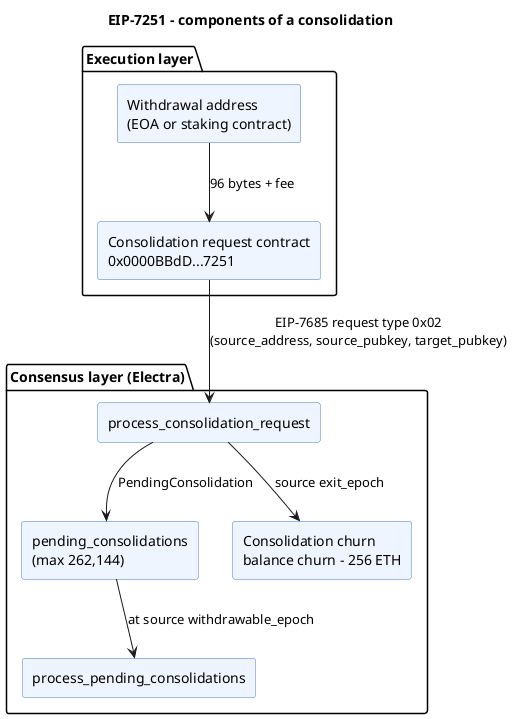 EIP-7251 - components of a consolidation
Execution layer
Withdrawal address
(EOA or staking contract)
96 bytes + fee
Consolidation request contract
0x0000BBdD...7251
EIP-7685 request type 0x02
(source_address, source_pubkey, target_pubkey)
Consensus layer (Electra)
process_consolidation_request
PendingConsolidation
source exit_epoch
pending_consolidations
(max 262,144)
Consolidation churn
balance churn - 256 ETH
at source withdrawable_epoch
process_pending_consolidations